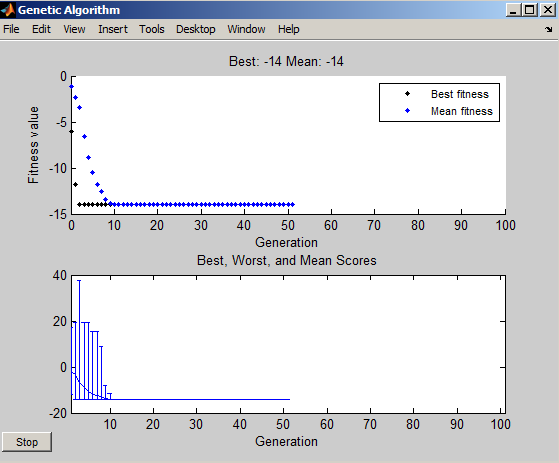 Genetic Algorithm
File Edit View Insert Tools Desktop Window Help
Best: -14 Mean: -14
0
-5
-10
-15
Fitness value
Best fitness
Mean fitness
0 10 20 30 40 50 60 70 80 90 100
Generation
Best, Worst, and Mean Scores
40
20
0
-20
10 20 30 40 50 60 70 80 90 100
Generation
Stop